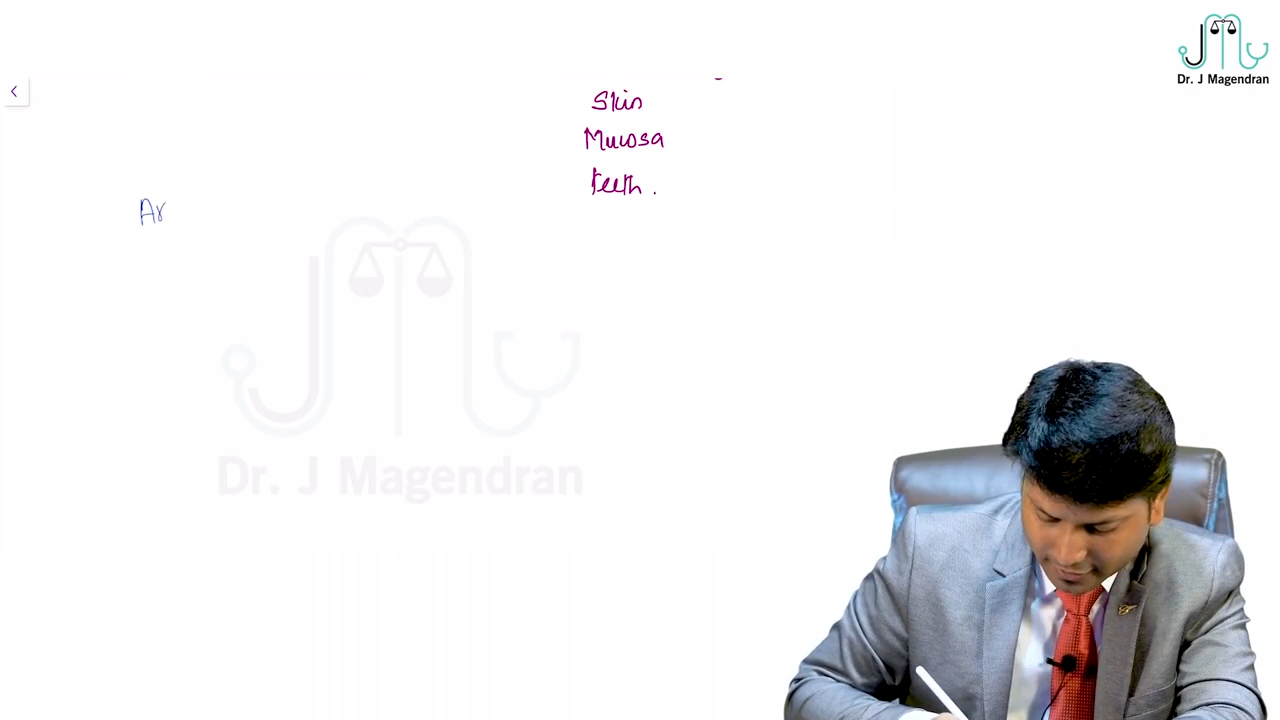 Dr. J Magendran
<
Skin
Mucosa
teeth .
Ar
Dr. J Magendran